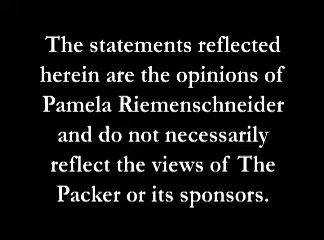 The statements reflected
herein are the opinions of
Pamela Riemenschneider
and do not necessarily
reflect the views of The
Packer or its sponsors.